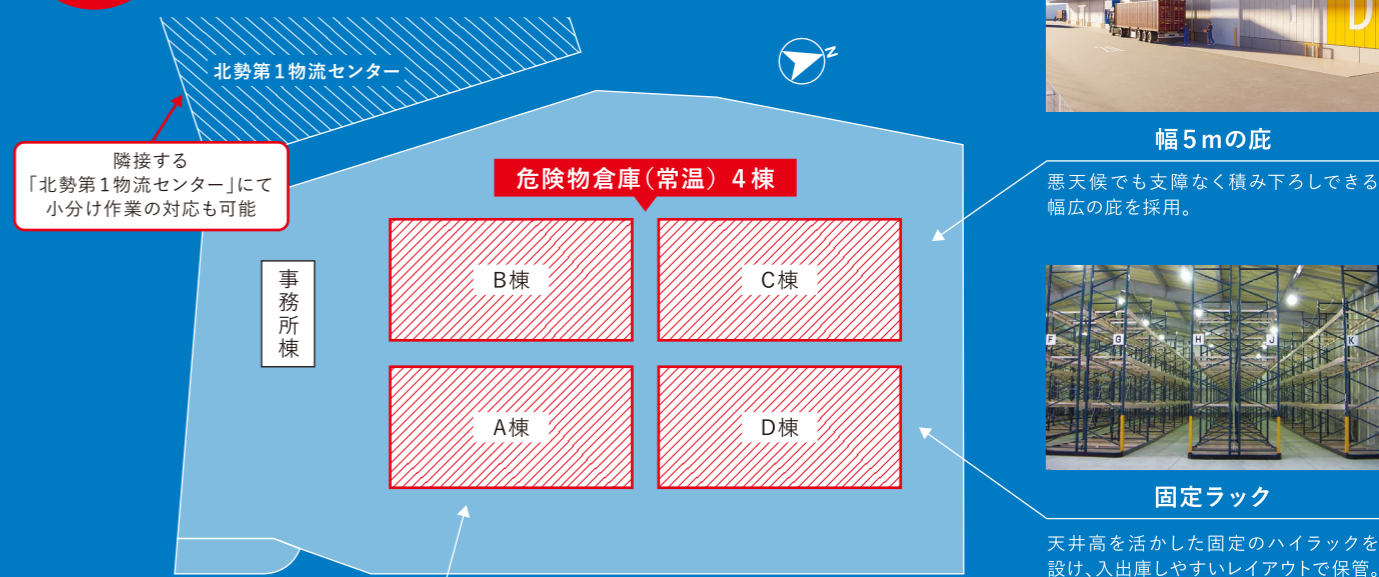 北勢第1物流センター
N
隣接する
「北勢第1物流センター」にて
小分け作業の対応も可能
危険物倉庫(常温) 4棟
事務所棟
B棟
C棟
A棟
D棟
D
幅5mの庇
悪天候でも支障なく積み下ろしできる
幅広の庇を採用。
F
G
H
J
K
固定ラック
天井高を活かした固定のハイラックを
設け、入出庫しやすいレイアウトで保管。